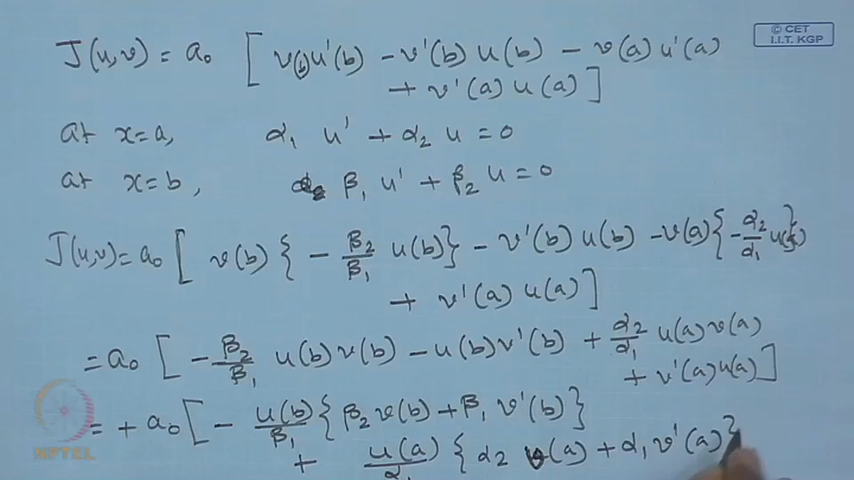 © CET
I.I.T. KGP
J(u,v) = a₀ [ v(b)u'(b) - v'(b) u(b) - v(a) u'(a)
+ v'(a) u(a) ]
at x=a, α₁ u' + α₂ u = 0
at x=b, β₁ u' + β₂ u = 0
J(u,v) = a₀ [ v(b) { - β₂/β₁ u(b) } - v'(b) u(b) - v(a) { - α₂/α₁ u(a) }
+ v'(a) u(a) ]
= a₀ [ - β₂/β₁ u(b) v(b) - u(b) v'(b) + α₂/α₁ u(a) v(a)
+ v'(a) u(a) ]
= + a₀ [ - u(b)/β₁ { β₂ v(b) + β₁ v'(b) }
+ u(a)/α₁ { α₂ v(a) + α₁ v'(a) }
NPTEL